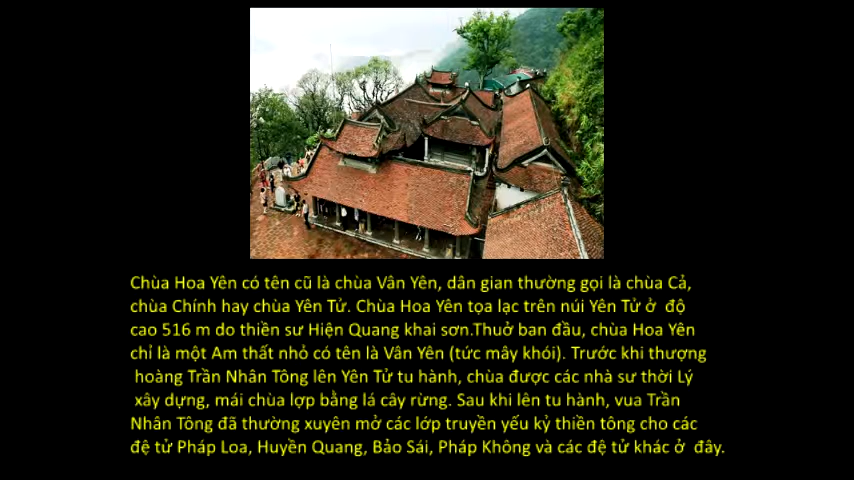 Chùa Hoa Yên có tên cũ là chùa Vân Yên, dân gian thường gọi là chùa Cả,
chùa Chính hay chùa Yên Tử. Chùa Hoa Yên tọa lạc trên núi Yên Tử ở độ
cao 516 m do thiền sư Hiện Quang khai sơn.Thuở ban đầu, chùa Hoa Yên
chỉ là một Am thất nhỏ có tên là Vân Yên (tức mây khói). Trước khi thượng
hoàng Trần Nhân Tông lên Yên Tử tu hành, chùa được các nhà sư thời Lý
xây dựng, mái chùa lợp bằng lá cây rừng. Sau khi lên tu hành, vua Trần
Nhân Tông đã thường xuyên mở các lớp truyền yếu kỷ thiền tông cho các
đệ tử Pháp Loa, Huyền Quang, Bảo Sái, Pháp Không và các đệ tử khác ở đây.